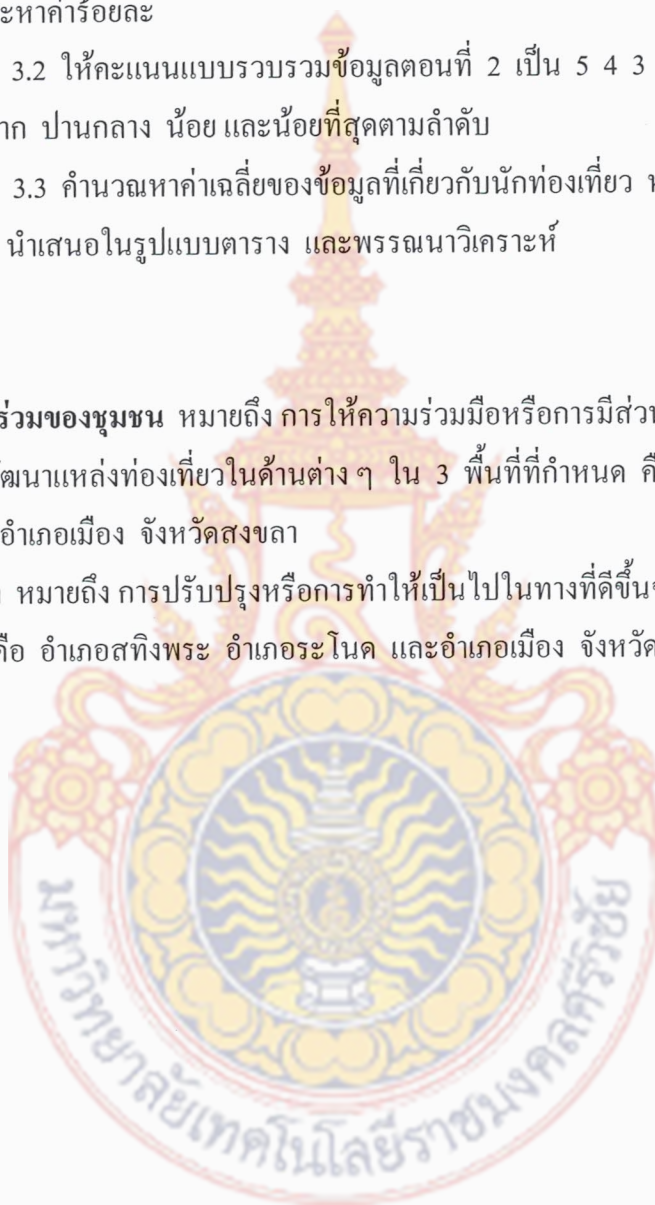 ะหาค่าร้อยละ
3.2 ให้คะแนนแบบรวบรวมข้อมูลตอนที่ 2 เป็น 5 4 3
าก ปานกลาง น้อย และน้อยที่สุดตามลำดับ
3.3 คำนวณหาค่าเฉลี่ยของข้อมูลที่เกี่ยวกับนักท่องเที่ยว
นำเสนอในรูปแบบตาราง และพรรณนาวิเคราะห์
ร่วมของชุมชน หมายถึง การให้ความร่วมมือหรือการมีส่วน
ัฒนาแหล่งท่องเที่ยวในด้านต่าง ๆ ใน 3 พื้นที่ที่กำหนด คื
อำเภอเมือง จังหวัดสงขลา
หมายถึง การปรับปรุงหรือการทำให้เป็นไปในทางที่ดีขึ้น
คือ อำเภอสทิงพระ อำเภอระโนด และอำเภอเมือง จังหวัด
มหาวิทยาลัยเทคโนโลยีราชมงคลศรีวิชัย